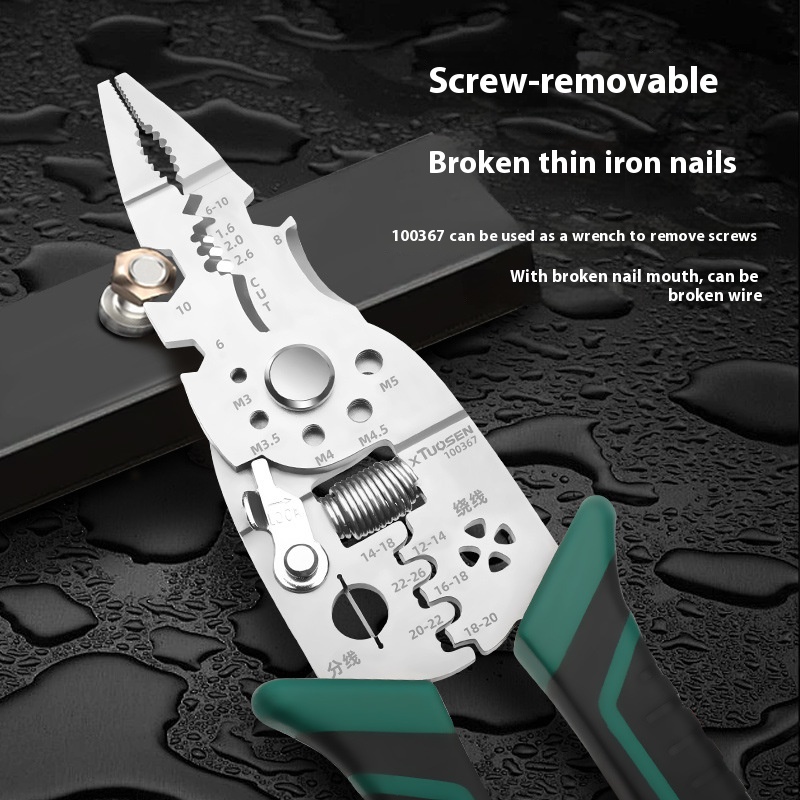 Screw-removable
Broken thin iron nails
100367 can be used as a wrench to remove screws
With broken nail mouth, can be
broken wire
6-10
1.6
2.0
2.6
8
CUT
10
6
M3
M5
M3.5
M4
M4.5
TUOSEN
100367
绕线
14-18
12-14
22-26
16-18
20-22
18-20
分线